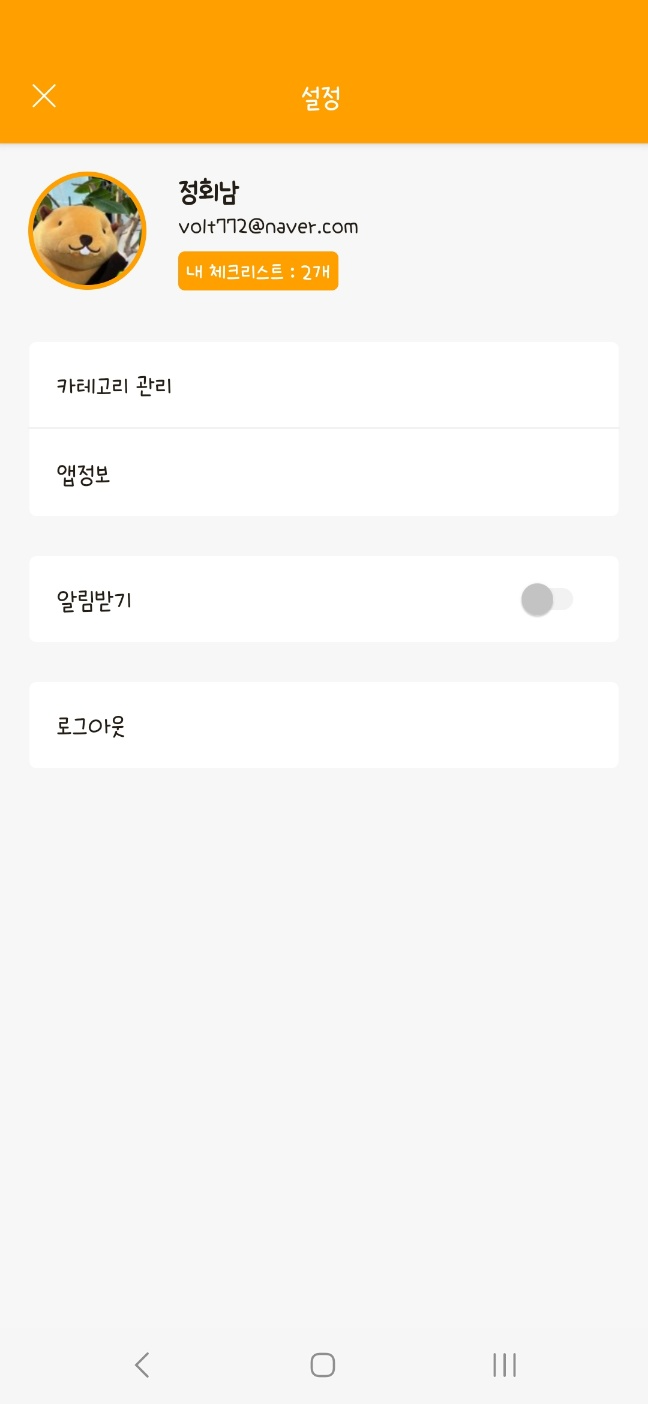 설정
정회남
volt772@naver.com
내 체크리스트 : 2개
카테고리 관리
앱정보
알림받기
로그아웃